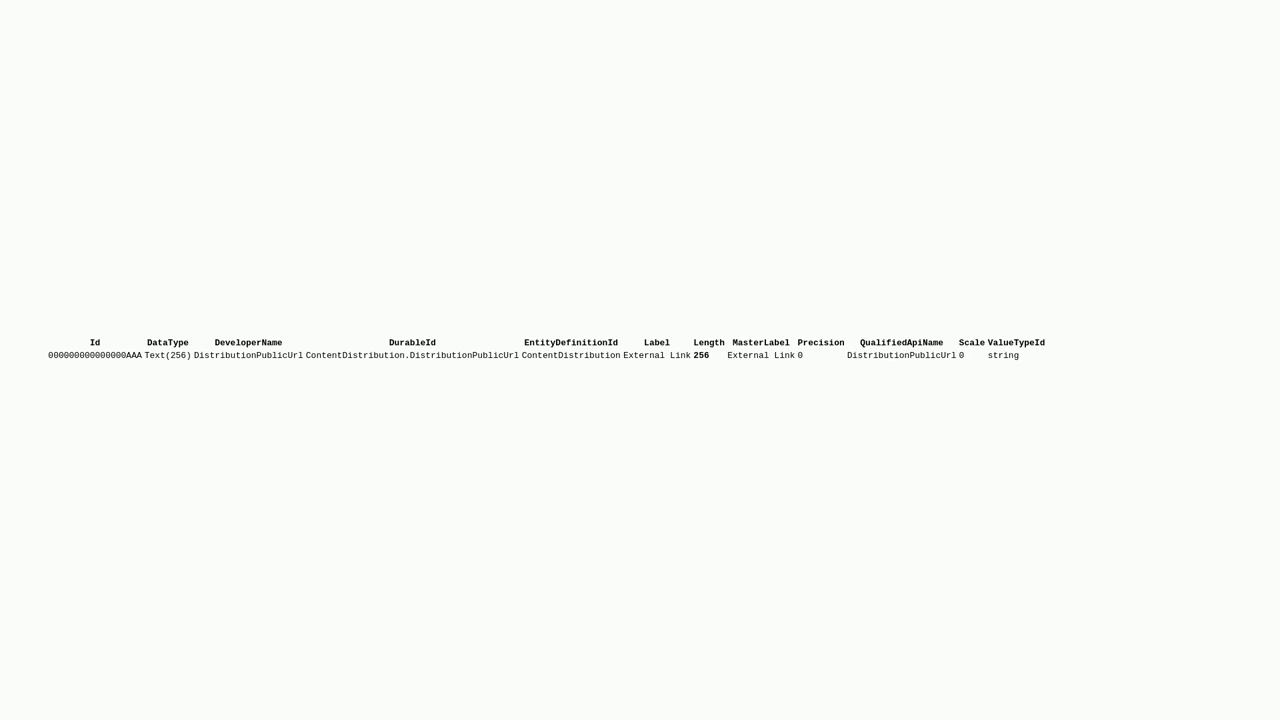 Id DataType DeveloperName DurableId EntityDefinitionId Label Length MasterLabel Precision QualifiedApiName Scale ValueTypeId
000000000000000AAA Text(256) DistributionPublicUrl ContentDistribution.DistributionPublicUrl ContentDistribution External Link 256 External Link 0 DistributionPublicUrl 0 string